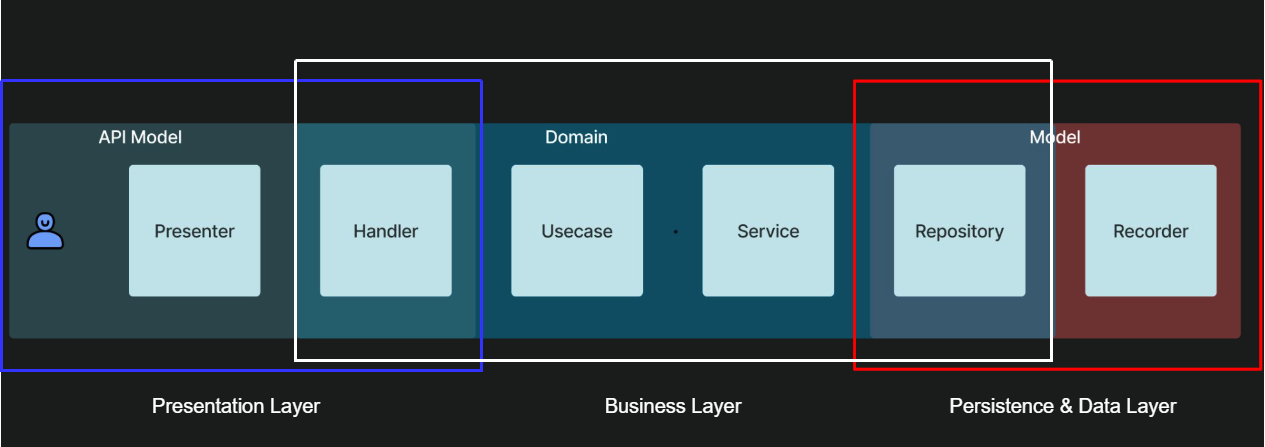 API Model
Domain
Model
Presenter
Handler
Usecase
Service
Repository
Recorder
Presentation Layer
Business Layer
Persistence & Data Layer